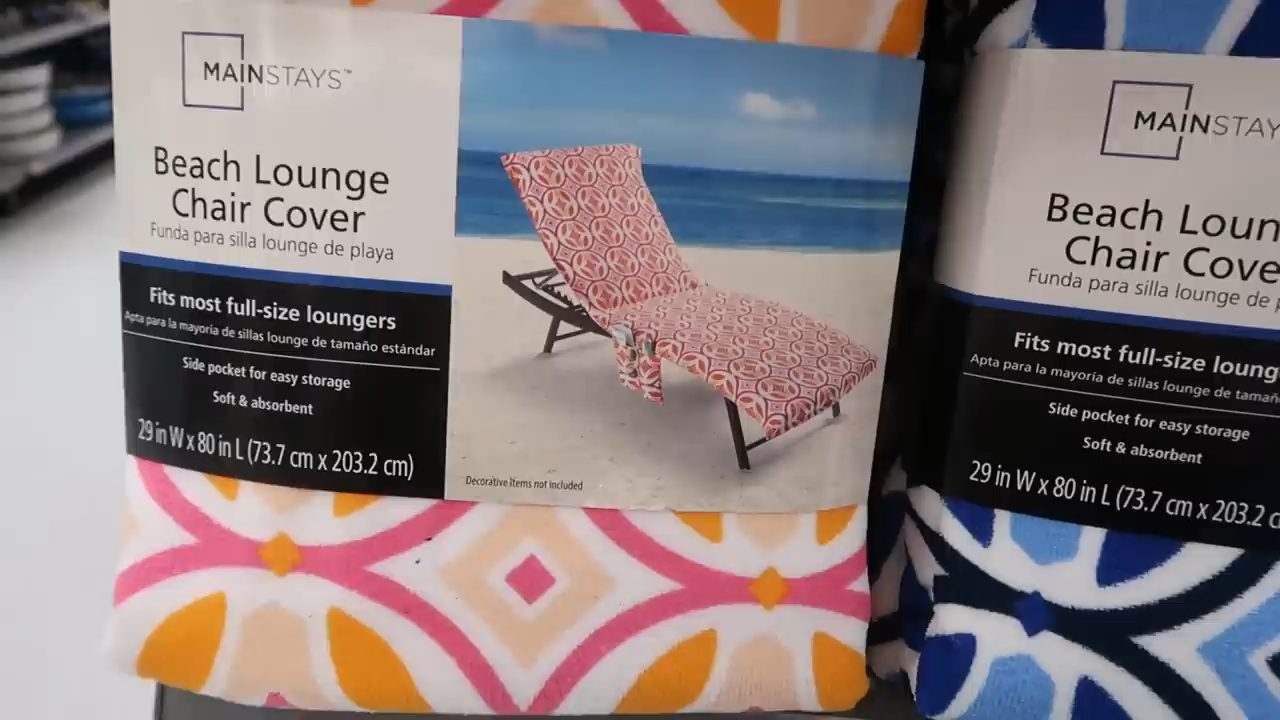 MAINSTAYS™
Beach Lounge
Chair Cover
Funda para silla lounge de playa
Fits most full-size loungers
Apta para la mayoría de sillas lounge de tamaño estándar
Side pocket for easy storage
Soft & absorbent
29 in W x 80 in L (73.7 cm x 203.2 cm)
Decorative items not included
MAINSTAY
Beach Loun
Chair Cove
Funda para silla lounge de
Fits most full-size loung
Apta para la mayoría de sillas lounge de tamañ
Side pocket for easy storage
Soft & absorbent
29 in W x 80 in L (73.7 cm x 203.2 c